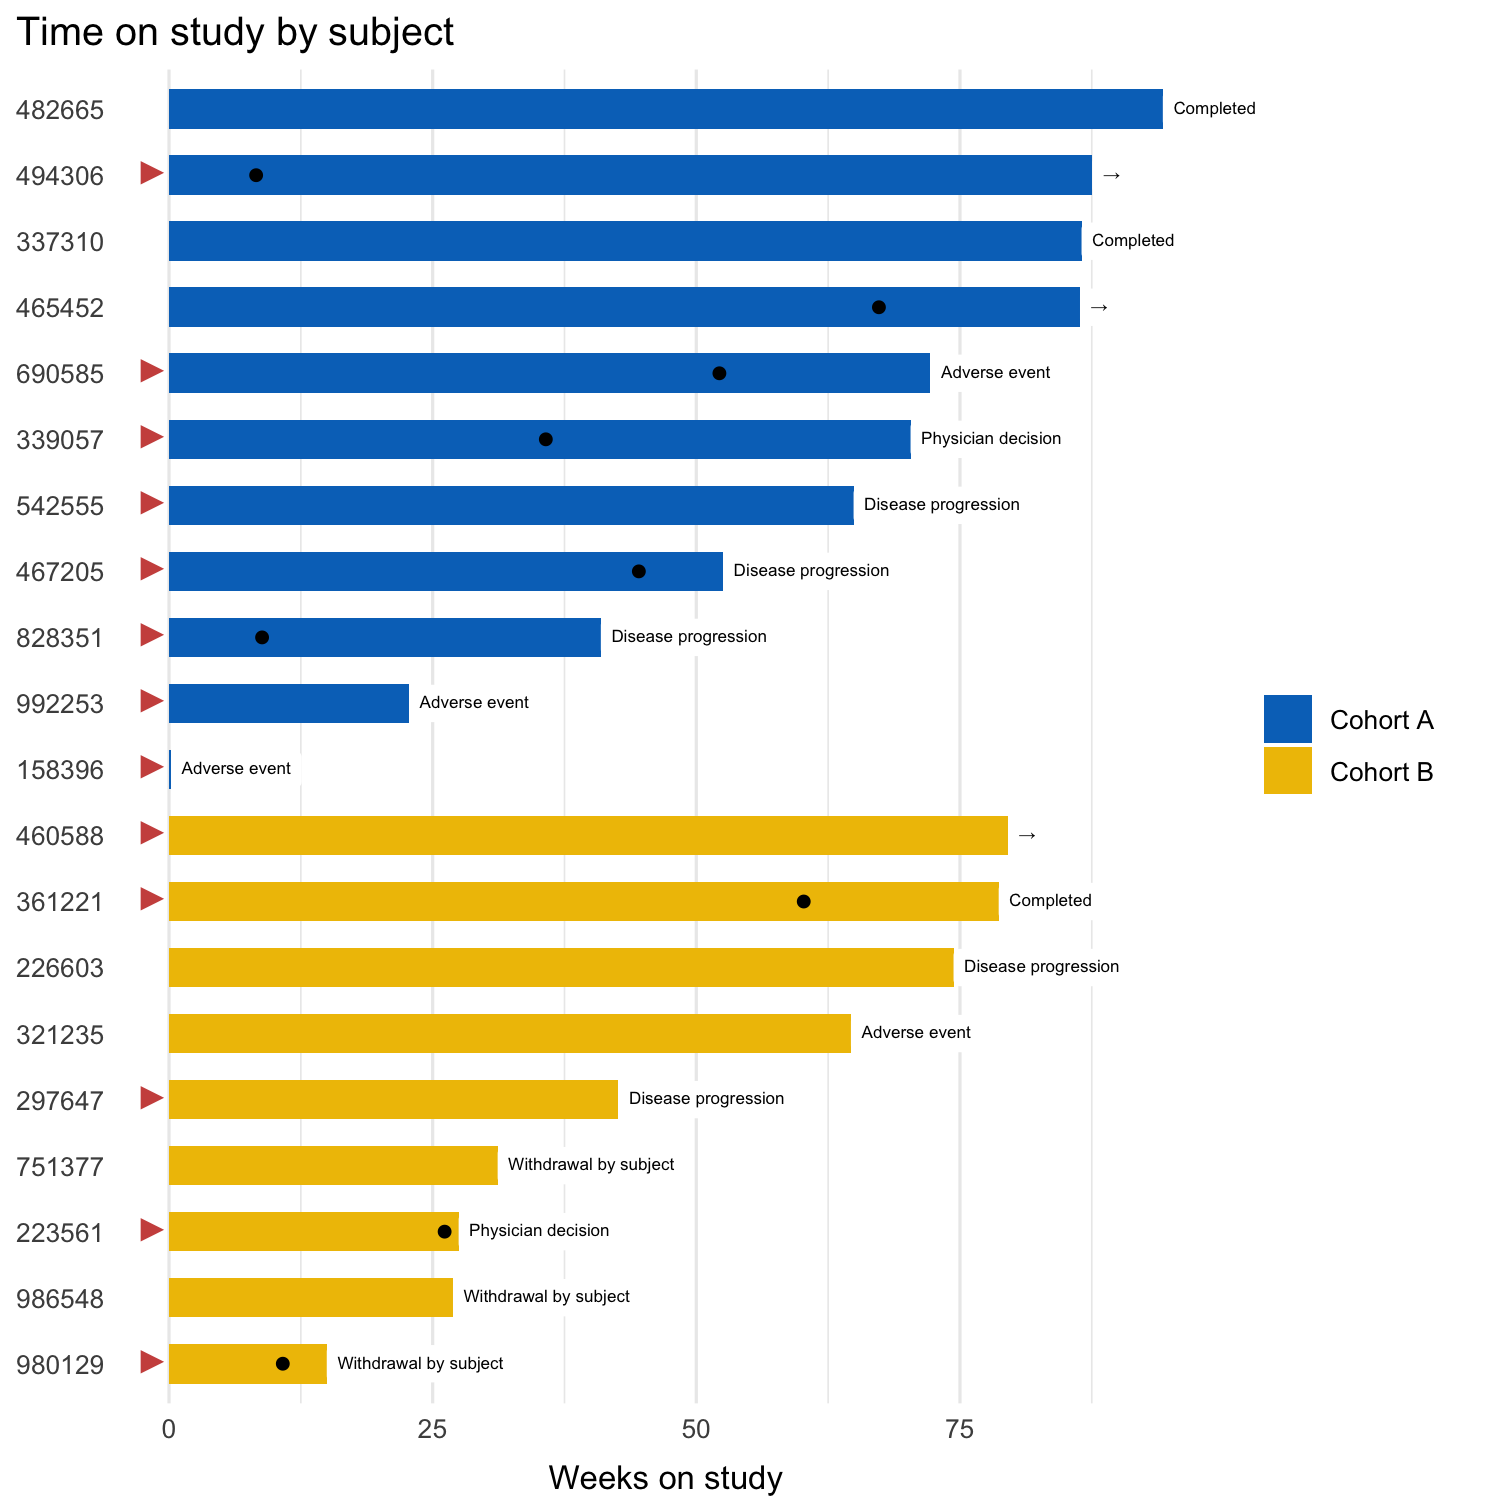 Time on study by subject
482665 Completed
494306 →
337310 Completed
465452 →
690585 Adverse event
339057 Physician decision
542555 Disease progression
467205 Disease progression
828351 Disease progression
992253 Adverse event
158396 Adverse event
460588 →
361221 Completed
226603 Disease progression
321235 Adverse event
297647 Disease progression
751377 Withdrawal by subject
223561 Physician decision
986548 Withdrawal by subject
980129 Withdrawal by subject
0 25 50 75
Weeks on study
Cohort A
Cohort B